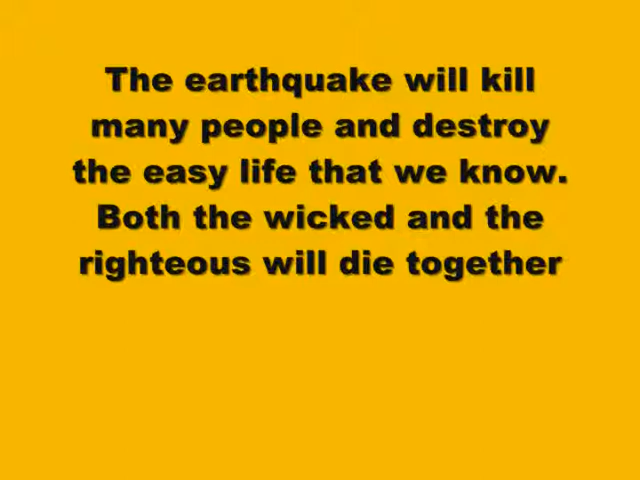 The earthquake will kill
many people and destroy
the easy life that we know.
Both the wicked and the
righteous will die together